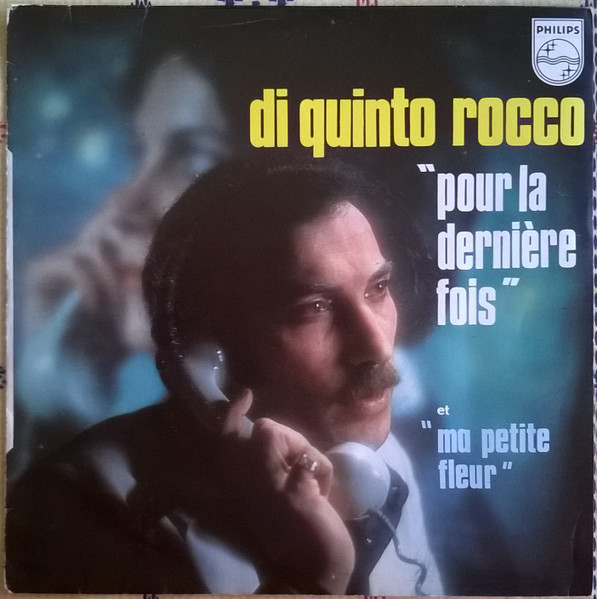 PHILIPS
di quinto rocco
"pour la
dernière
fois"
et
"ma petite
fleur"